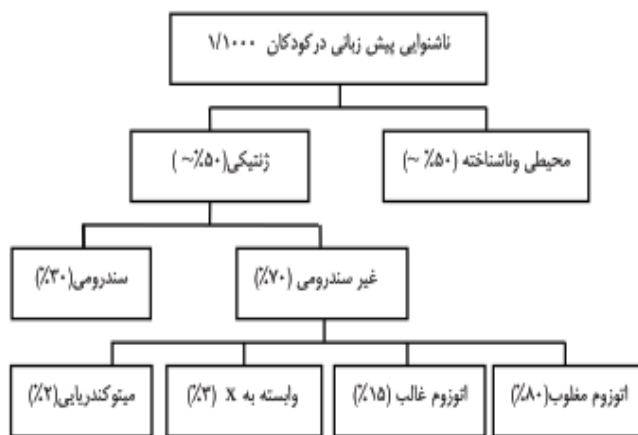 ناشنوایی پیش زبانی درکودکان ۱/۱۰۰۰
محیطی وناشناخته (۵۰٪ ~)
ژنتیکی(۵۰٪~ )
غیر سندرومی (۷۰٪)
سندرومی(۳۰٪)
اتوزوم مغلوب(۸۰٪)
اتوزوم غالب (۱۵٪)
وابسته به x (۳٪)
میتوکندریایی(۲٪)